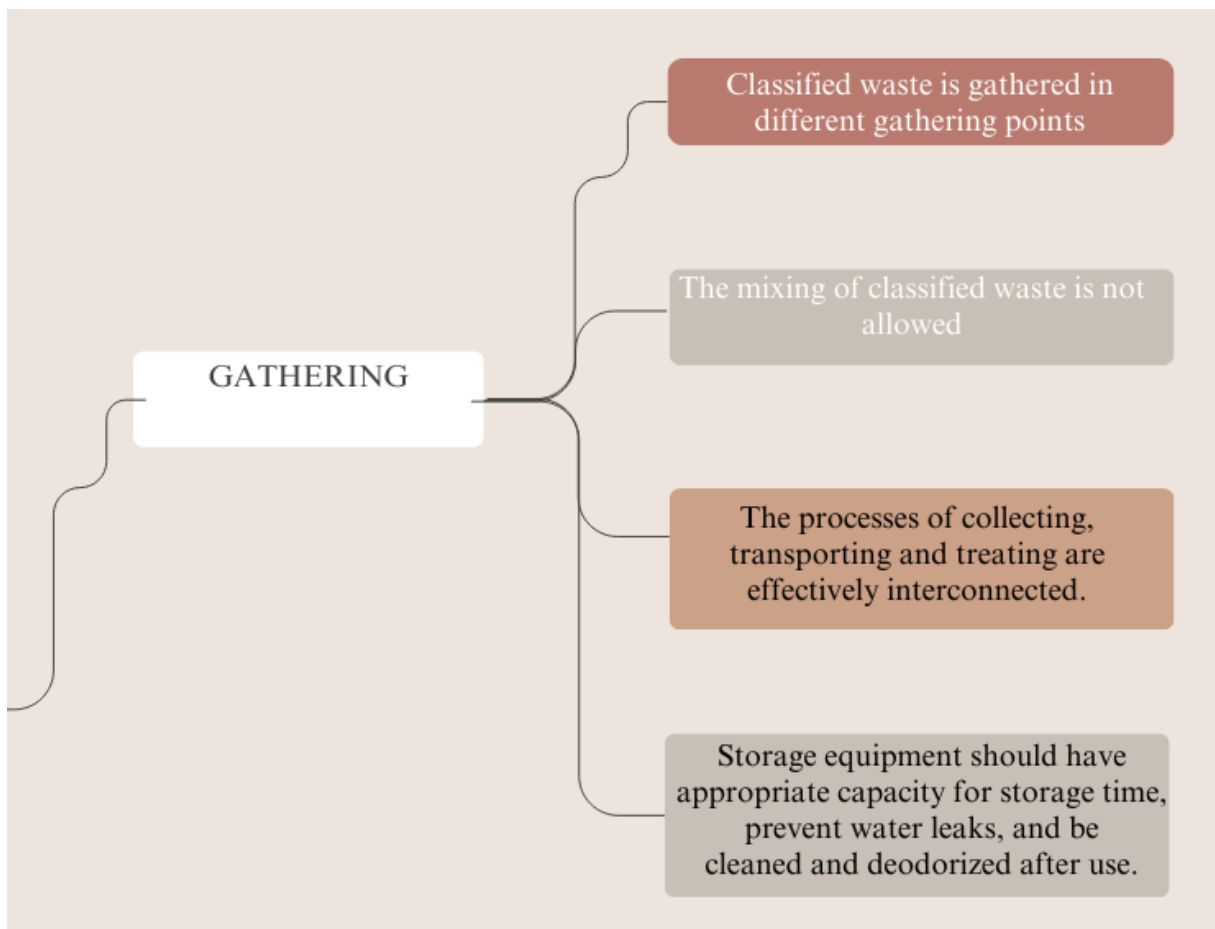 Classified waste is gathered in
different gathering points
The mixing of classified waste is not
allowed
GATHERING
The processes of collecting,
transporting and treating are
effectively interconnected.
Storage equipment should have
appropriate capacity for storage time,
prevent water leaks, and be
cleaned and deodorized after use.